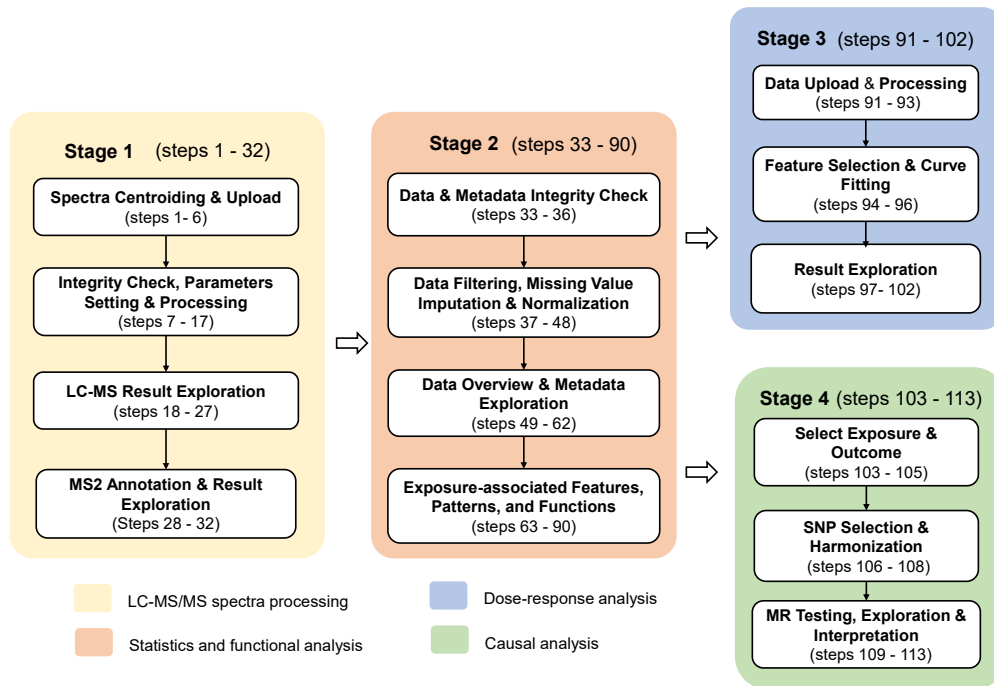 Stage 1 (steps 1 - 32)
Spectra Centroiding & Upload
(steps 1- 6)
Integrity Check, Parameters
Setting & Processing
(steps 7 - 17)
LC-MS Result Exploration
(steps 18 - 27)
MS2 Annotation & Result
Exploration
(Steps 28 - 32)
Stage 2 (steps 33 - 90)
Data & Metadata Integrity Check
(steps 33 - 36)
Data Filtering, Missing Value
Imputation & Normalization
(steps 37 - 48)
Data Overview & Metadata
Exploration
(steps 49 - 62)
Exposure-associated Features,
Patterns, and Functions
(steps 63 - 90)
Stage 3 (steps 91 - 102)
Data Upload & Processing
(steps 91 - 93)
Feature Selection & Curve
Fitting
(steps 94 - 96)
Result Exploration
(steps 97- 102)
Stage 4 (steps 103 - 113)
Select Exposure &
Outcome
(steps 103 - 105)
SNP Selection &
Harmonization
(steps 106 - 108)
MR Testing, Exploration &
Interpretation
(steps 109 - 113)
LC-MS/MS spectra processing
Statistics and functional analysis
Dose-response analysis
Causal analysis